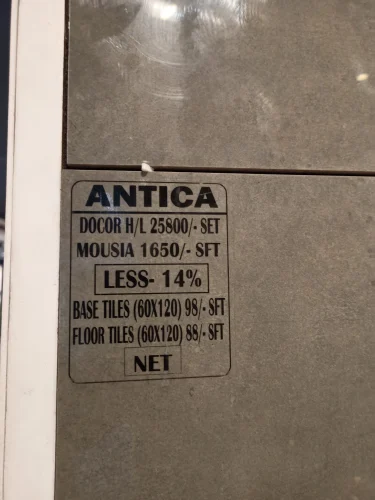 ANTICA
DOCOR H/L 25800/- SET
MOUSIA 1650/- SFT
LESS- 14%
BASE TILES (60X120) 98/- SFT
FLOOR TILES (60X120) 88/- SFT
NET